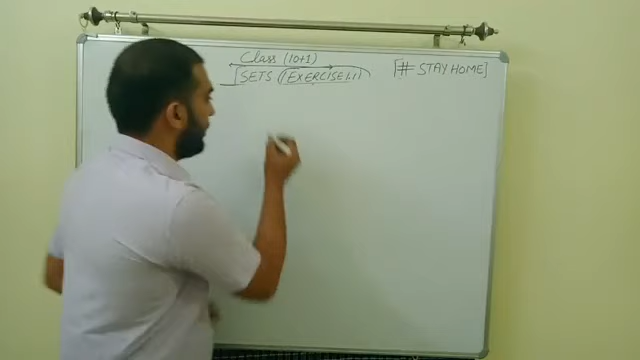 Class (10+1)
SETS (EXERCISE 1.1)
[# STAY HOME]